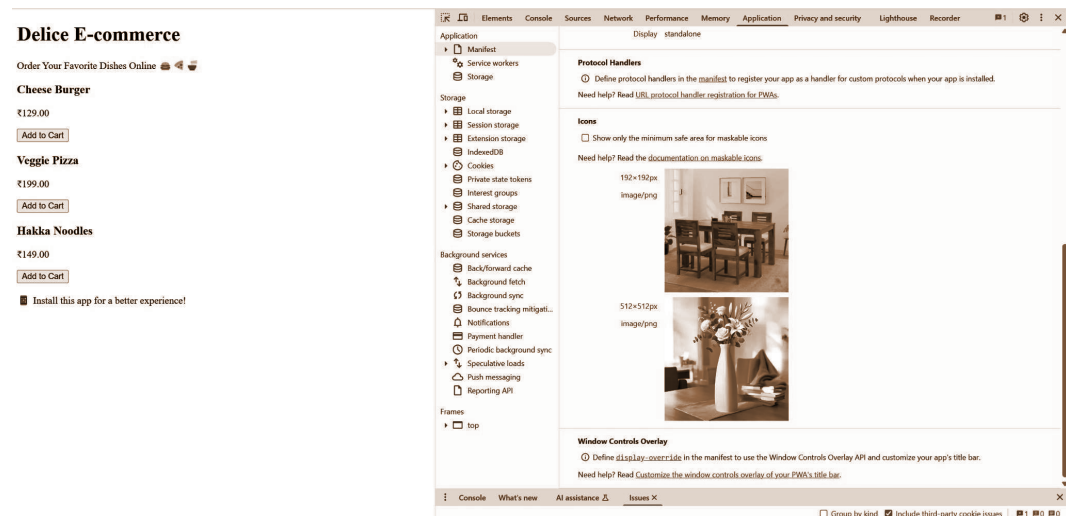 Delice E-commerce
Order Your Favorite Dishes Online
Cheese Burger
₹129.00
Add to Cart
Veggie Pizza
₹199.00
Add to Cart
Hakka Noodles
₹149.00
Add to Cart
Install this app for a better experience!
Elements Console Sources Network Performance Memory Application Privacy and security Lighthouse Recorder 1
Application
Manifest
Service workers
Storage
Storage
Local storage
Session storage
Extension storage
IndexedDB
Cookies
Private state tokens
Interest groups
Shared storage
Cache storage
Storage buckets
Background services
Back/forward cache
Background fetch
Background sync
Bounce tracking mitigati...
Notifications
Payment handler
Periodic background sync
Speculative loads
Push messaging
Reporting API
Frames
top
Display standalone
Protocol Handlers
Define protocol handlers in the manifest to register your app as a handler for custom protocols when your app is installed.
Need help? Read URL protocol handler registration for PWAs.
Icons
Show only the minimum safe area for maskable icons
Need help? Read the documentation on maskable icons.
192×192px
image/png
512×512px
image/png
Window Controls Overlay
Define display-override in the manifest to use the Window Controls Overlay API and customize your app's title bar.
Need help? Read Customize the window controls overlay of your PWA's title bar.
Console What's new AI assistance Issues ×
Group by kind Include third-party cookie issues 1 0 0